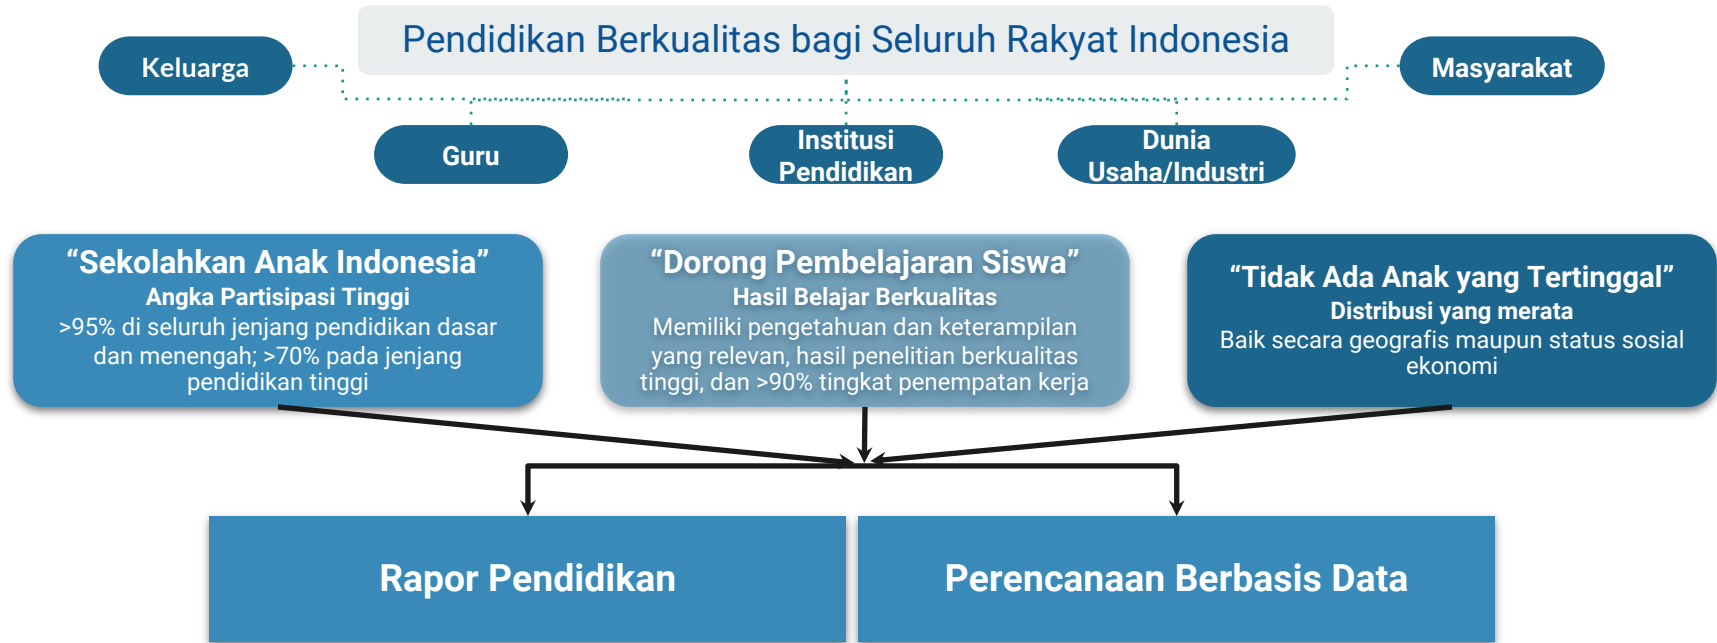 Pendidikan Berkualitas bagi Seluruh Rakyat Indonesia
Keluarga
Masyarakat
Guru
Institusi
Pendidikan
Dunia
Usaha/Industri
“Sekolahkan Anak Indonesia”
Angka Partisipasi Tinggi
>95% di seluruh jenjang pendidikan dasar
dan menengah; >70% pada jenjang
pendidikan tinggi
“Dorong Pembelajaran Siswa”
Hasil Belajar Berkualitas
Memiliki pengetahuan dan keterampilan
yang relevan, hasil penelitian berkualitas
tinggi, dan >90% tingkat penempatan kerja
“Tidak Ada Anak yang Tertinggal”
Distribusi yang merata
Baik secara geografis maupun status sosial
ekonomi
Rapor Pendidikan
Perencanaan Berbasis Data